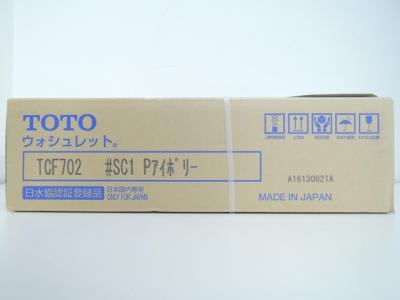 TOTO
ウォシュレット®
TCF702 #SC1 Pｱｲﾎﾞﾘｰ
日水協認証登録品
日本国内専用
ONLY FOR JAPAN
A16130821A
MADE IN JAPAN